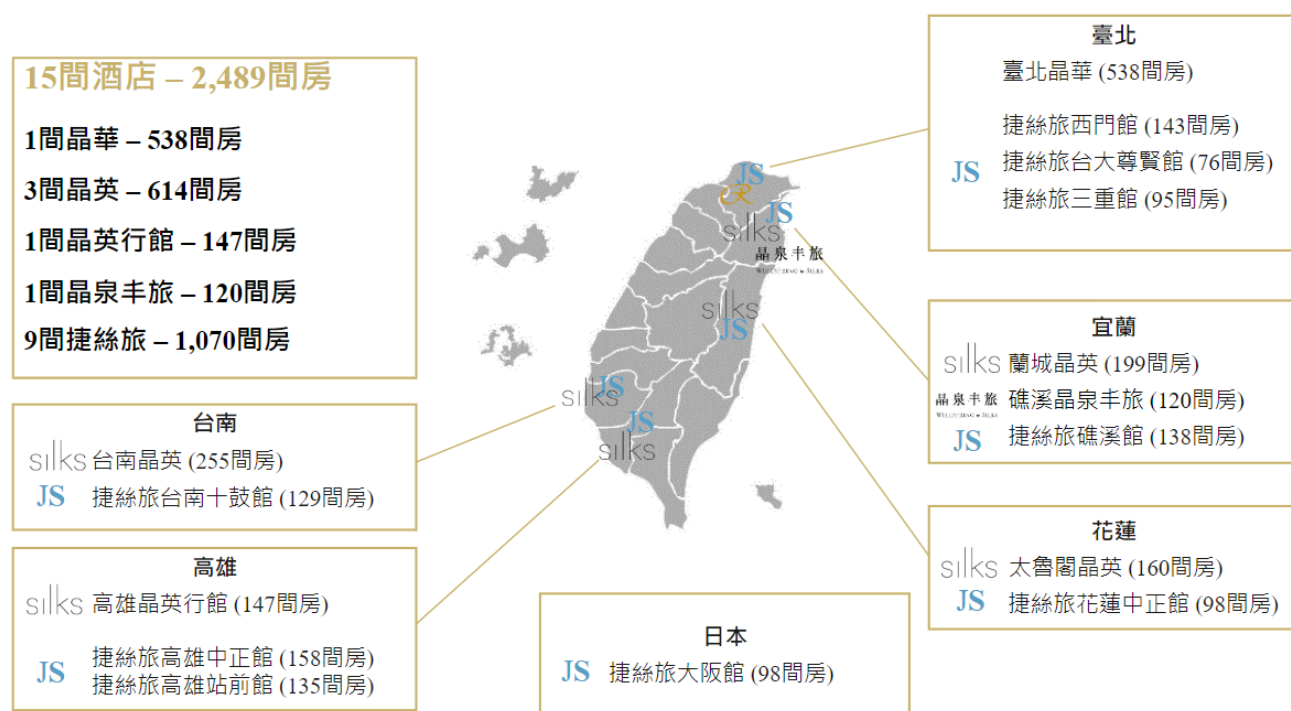 15間酒店 – 2,489間房
1間晶華 – 538間房
3間晶英 – 614間房
1間晶英行館 – 147間房
1間晶泉丰旅 – 120間房
9間捷絲旅 – 1,070間房
台南
silks 台南晶英 (255間房)
JS 捷絲旅台南十鼓館 (129間房)
高雄
silks 高雄晶英行館 (147間房)
捷絲旅高雄中正館 (158間房)
JS
捷絲旅高雄站前館 (135間房)
JS
R
JS
silks
晶泉丰旅
WELLSPRING by SILKS
silks
JS
silks
JS
JS
silks
日本
JS 捷絲旅大阪館 (98間房)
臺北
臺北晶華 (538間房)
捷絲旅西門館 (143間房)
JS 捷絲旅台大尊賢館 (76間房)
捷絲旅三重館 (95間房)
宜蘭
silks 蘭城晶英 (199間房)
晶泉丰旅 礁溪晶泉丰旅 (120間房)
WELLSPRING by SILKS
JS 捷絲旅礁溪館 (138間房)
花蓮
silks 太魯閣晶英 (160間房)
JS 捷絲旅花蓮中正館 (98間房)